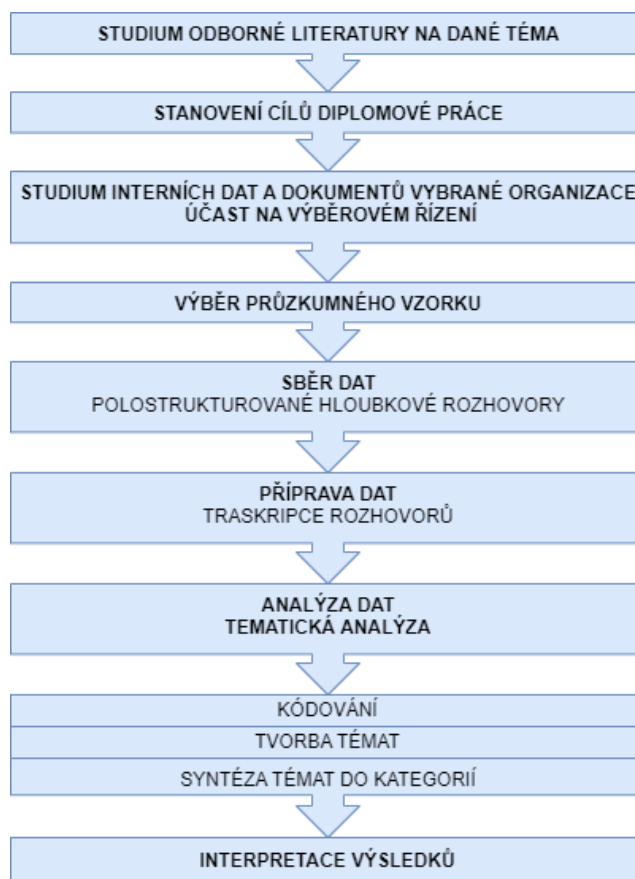 STUDIUM ODBORNÉ LITERATURY NA DANÉ TÉMA
STANOVENÍ CÍLŮ DIPLOMOVÉ PRÁCE
STUDIUM INTERNÍCH DAT A DOKUMENTŮ VYBRANÉ ORGANIZACE
ÚČAST NA VÝBĚROVÉM ŘÍZENÍ
VÝBĚR PRŮZKUMNÉHO VZORKU
SBĚR DAT
POLOSTRUKTUROVANÉ HLOUBKOVÉ ROZHOVORY
PŘÍPRAVA DAT
TRASKRIPCE ROZHOVORŮ
ANALÝZA DAT
TEMATICKÁ ANALÝZA
KÓDOVÁNÍ
TVORBA TÉMAT
SYNTÉZA TÉMAT DO KATEGORIÍ
INTERPRETACE VÝSLEDKŮ